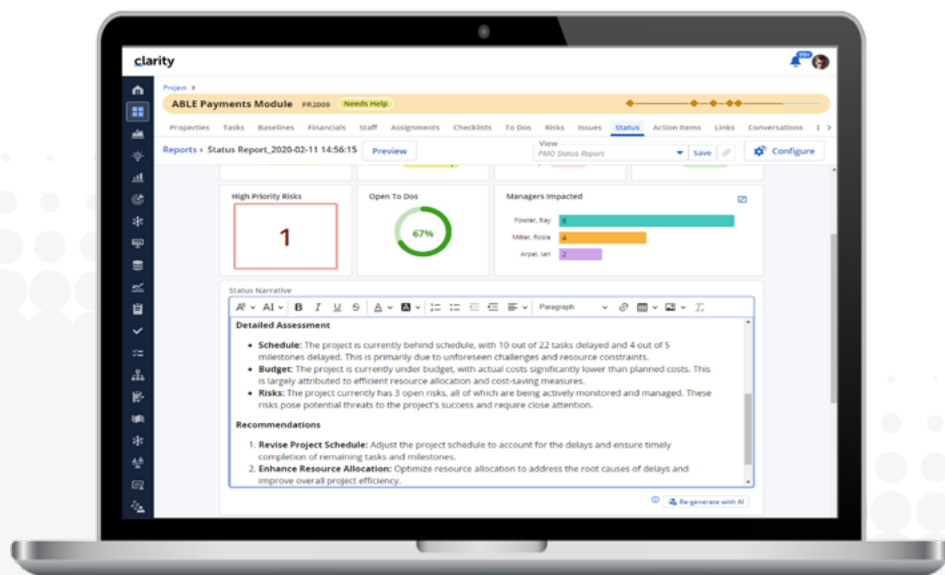 clarity
99+
Project >
ABLE Payments Module PR2009 Needs Help
Properties Tasks Baselines Financials Staff Assignments Checklists To Dos Risks Issues Status Action Items Links Conversations
Reports > Status Report_2020-02-11 14:56:15 Preview
View
PMO Status Report
Save
Configure
High Priority Risks
1
Open To Dos
67%
Managers Impacted
Fowler, Ray
Miller, Rosie 4
Arpel, Ian 2
Status Narrative
Paragraph
Detailed Assessment
• Schedule: The project is currently behind schedule, with 10 out of 22 tasks delayed and 4 out of 5
milestones delayed. This is primarily due to unforeseen challenges and resource constraints.
• Budget: The project is currently under budget, with actual costs significantly lower than planned costs. This
is largely attributed to efficient resource allocation and cost-saving measures.
• Risks: The project currently has 3 open risks, all of which are being actively monitored and managed. These
risks pose potential threats to the project's success and require close attention.
Recommendations
1. Revise Project Schedule: Adjust the project schedule to account for the delays and ensure timely
completion of remaining tasks and milestones.
2. Enhance Resource Allocation: Optimize resource allocation to address the root causes of delays and
improve overall project efficiency.
Re-generate with AI